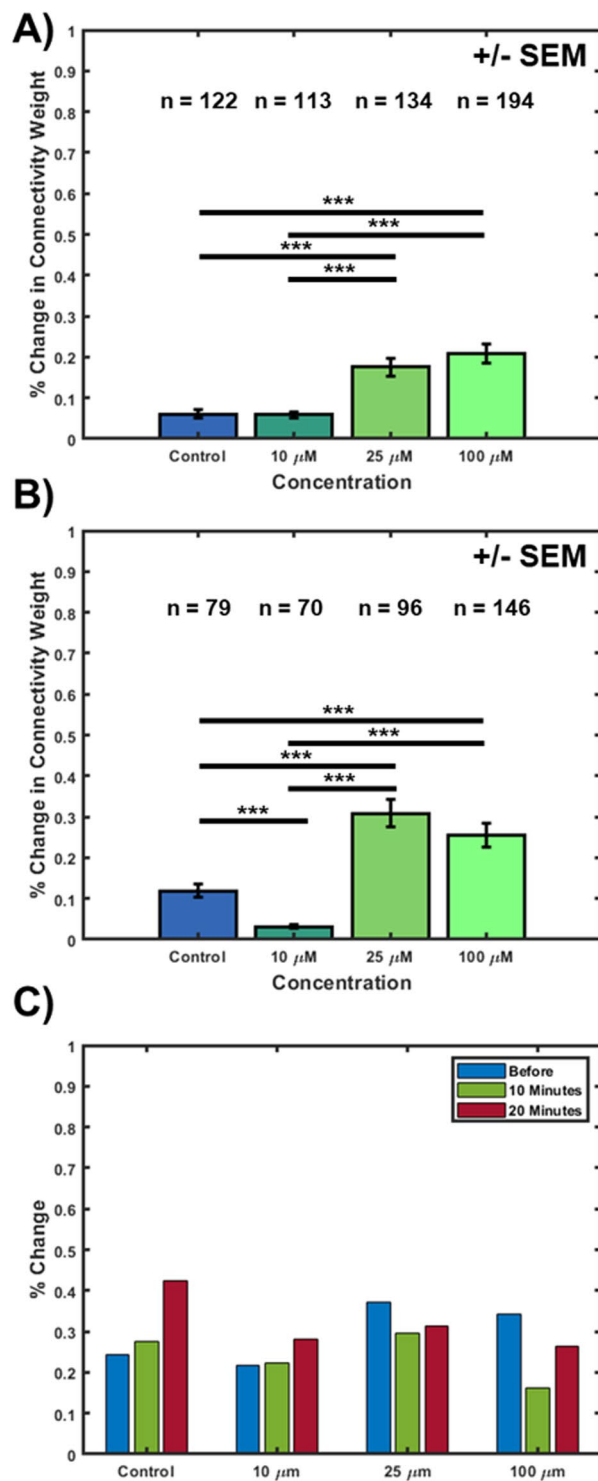 A)
+/- SEM
n = 122 n = 113 n = 134 n = 194
***
***
***
***
1
0.9
0.8
0.7
0.6
0.5
0.4
0.3
0.2
0.1
0
% Change in Connectivity Weight
Control 10 μM 25 μM 100 μM
Concentration
B)
+/- SEM
n = 79 n = 70 n = 96 n = 146
***
***
***
***
***
1
0.9
0.8
0.7
0.6
0.5
0.4
0.3
0.2
0.1
0
% Change in Connectivity Weight
Control 10 μM 25 μM 100 μM
Concentration
C)
Before
10 Minutes
20 Minutes
1
0.9
0.8
0.7
0.6
0.5
0.4
0.3
0.2
0.1
0
% Change
Control 10 μm 25 μm 100 μm